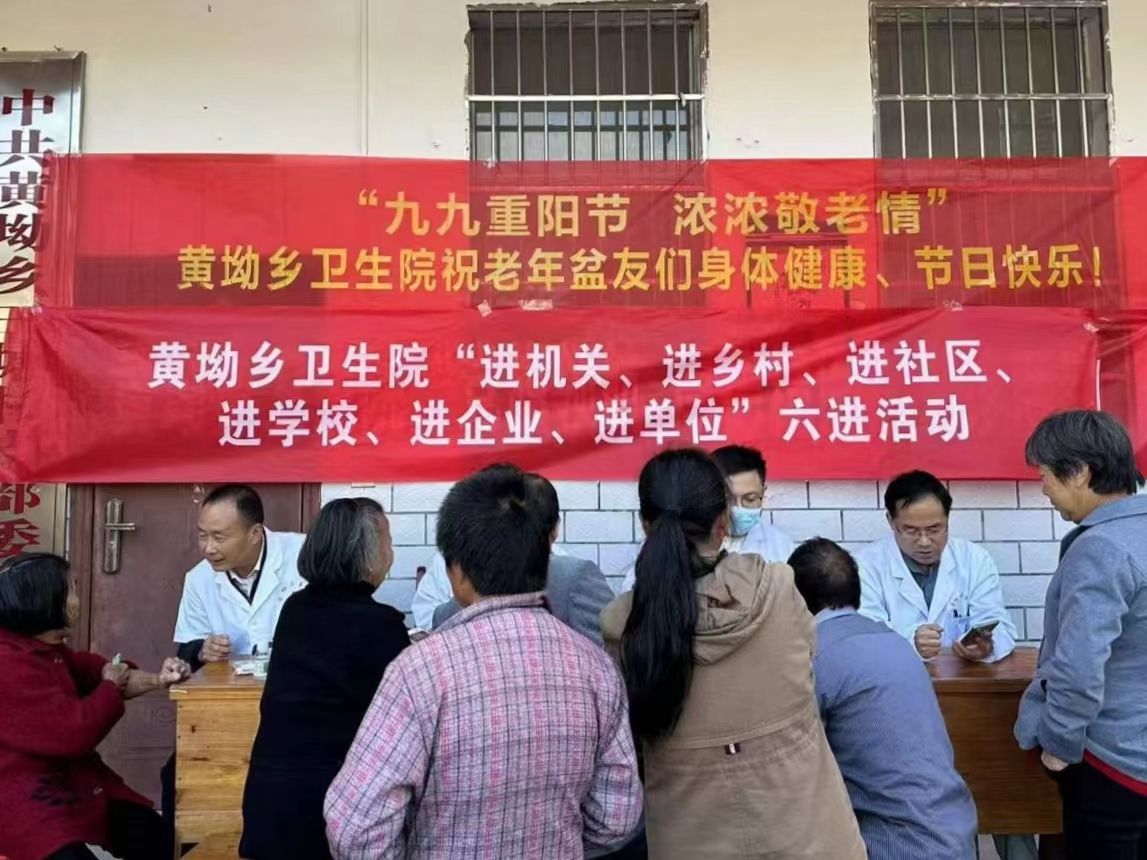 中共黄坳乡
“九九重阳节 浓浓敬老情”
黄坳乡卫生院祝老年盆友们身体健康、节日快乐！
黄坳乡卫生院“进机关、进乡村、进社区、
进学校、进企业、进单位”六进活动
部委